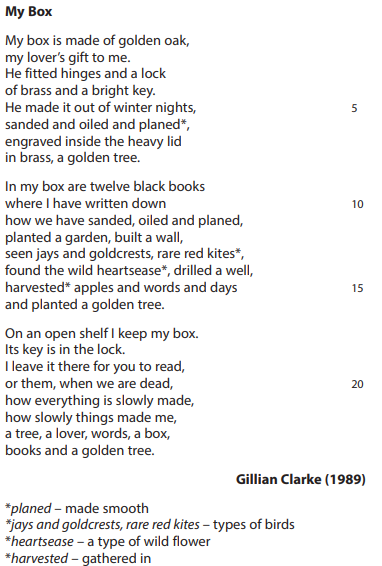 My Box
My box is made of golden oak,
my lover's gift to me.
He fitted hinges and a lock
of brass and a bright key.
He made it out of winter nights, 5
sanded and oiled and planed*,
engraved inside the heavy lid
in brass, a golden tree.
In my box are twelve black books
where I have written down 10
how we have sanded, oiled and planed,
planted a garden, built a wall,
seen jays and goldcrests, rare red kites*,
found the wild heartsease*, drilled a well,
harvested* apples and words and days 15
and planted a golden tree.
On an open shelf I keep my box.
Its key is in the lock.
I leave it there for you to read,
or them, when we are dead, 20
how everything is slowly made,
how slowly things made me,
a tree, a lover, words, a box,
books and a golden tree.
Gillian Clarke (1989)
*planed – made smooth
*jays and goldcrests, rare red kites – types of birds
*heartsease – a type of wild flower
*harvested – gathered in